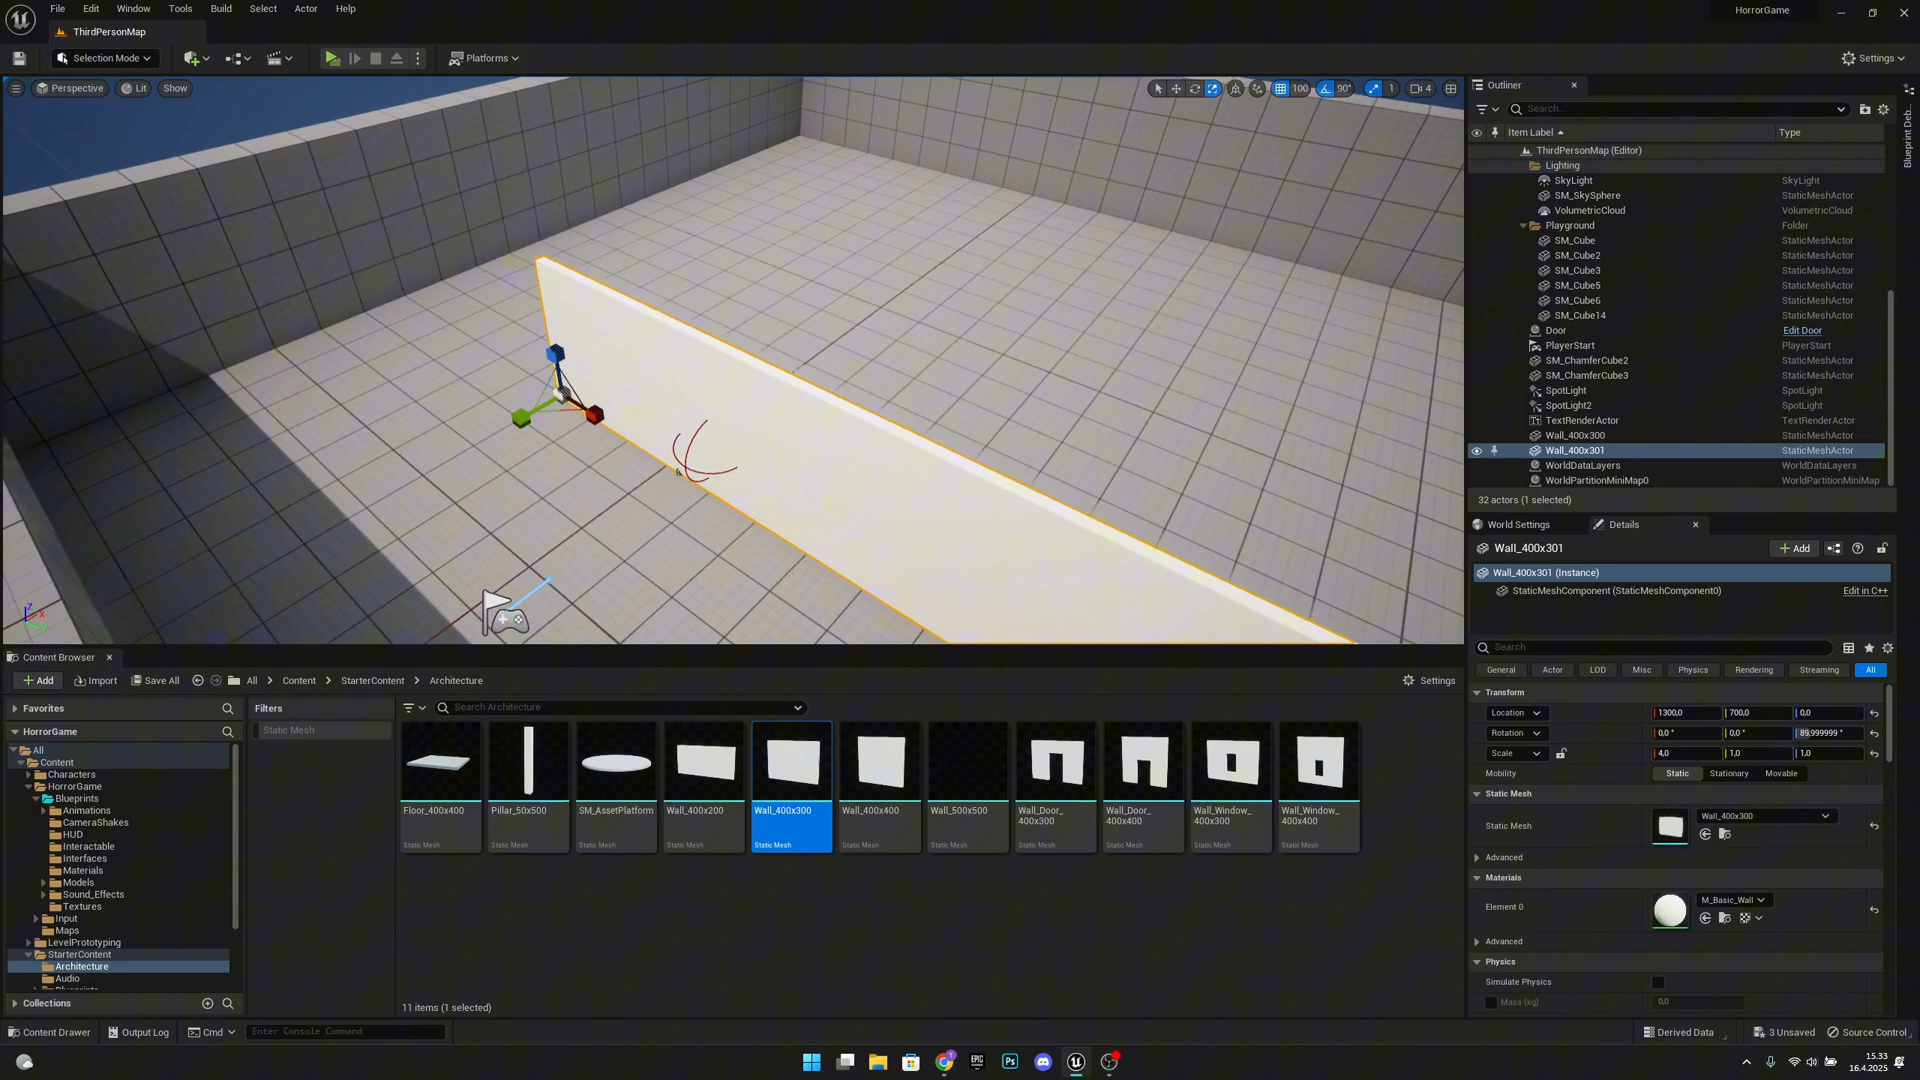 File Edit Window Tools Build Select Actor Help
HorrorGame
ThirdPersonMap
Selection Mode
Platforms
Settings
Perspective Lit Show
100 90° 1 4
Outliner
Search...
Item Label Type
ThirdPersonMap (Editor)
Lighting
SkyLight SkyLight
SM_SkySphere StaticMeshActor
VolumetricCloud VolumetricCloud
Playground Folder
SM_Cube StaticMeshActor
SM_Cube2 StaticMeshActor
SM_Cube3 StaticMeshActor
SM_Cube5 StaticMeshActor
SM_Cube6 StaticMeshActor
SM_Cube14 StaticMeshActor
Door Edit Door
PlayerStart PlayerStart
SM_ChamferCube2 StaticMeshActor
SM_ChamferCube3 StaticMeshActor
SpotLight SpotLight
SpotLight2 SpotLight
TextRenderActor TextRenderActor
Wall_400x300 StaticMeshActor
Wall_400x301 StaticMeshActor
WorldDataLayers WorldDataLayers
WorldPartitionMiniMap0 WorldPartitionMiniMap
32 actors (1 selected)
Blueprint Deb...
World Settings Details
Wall_400x301
Add
Wall_400x301 (Instance)
StaticMeshComponent (StaticMeshComponent0) Edit in C++
Search
General Actor LOD Misc Physics Rendering Streaming All
Transform
Location 1300,0 700,0 0,0
Rotation 0,0 ° 0,0 ° 89,999999 °
Scale 4,0 1,0 1,0
Mobility Static Stationary Movable
Static Mesh
Static Mesh Wall_400x300
Advanced
Materials
Element 0 M_Basic_Wall
Advanced
Physics
Simulate Physics
Mass (kg) 0,0
Z X Y
Content Browser
Add Import Save All All Content StarterContent Architecture Settings
Favorites
HorrorGame
All
Content
Characters
HorrorGame
Blueprints
Animations
CameraShakes
HUD
Interactable
Interfaces
Materials
Models
Sound_Effects
Textures
Input
Maps
LevelPrototyping
StarterContent
Architecture
Audio
Collections
Filters
Static Mesh
Search Architecture
Floor_400x400
Static Mesh
Pillar_50x500
Static Mesh
SM_AssetPlatform
Static Mesh
Wall_400x200
Static Mesh
Wall_400x300
Static Mesh
Wall_400x400
Static Mesh
Wall_500x500
Static Mesh
Wall_Door_
400x300
Static Mesh
Wall_Door_
400x400
Static Mesh
Wall_Window_
400x300
Static Mesh
Wall_Window_
400x400
Static Mesh
11 items (1 selected)
Content Drawer Output Log Cmd Enter Console Command
Derived Data 3 Unsaved Source Control
EPIC
Ps
15.33
16.4.2025